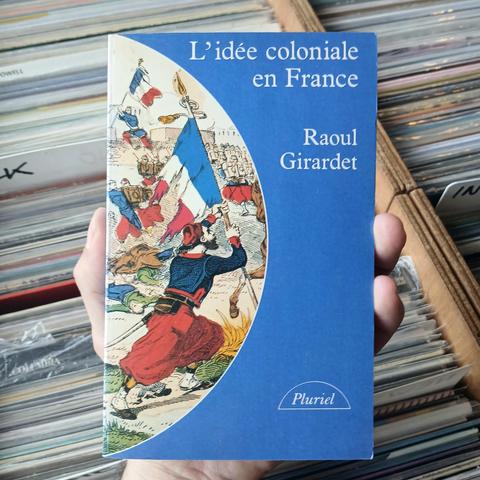 L'idée coloniale
en France
Raoul
Girardet
Pluriel